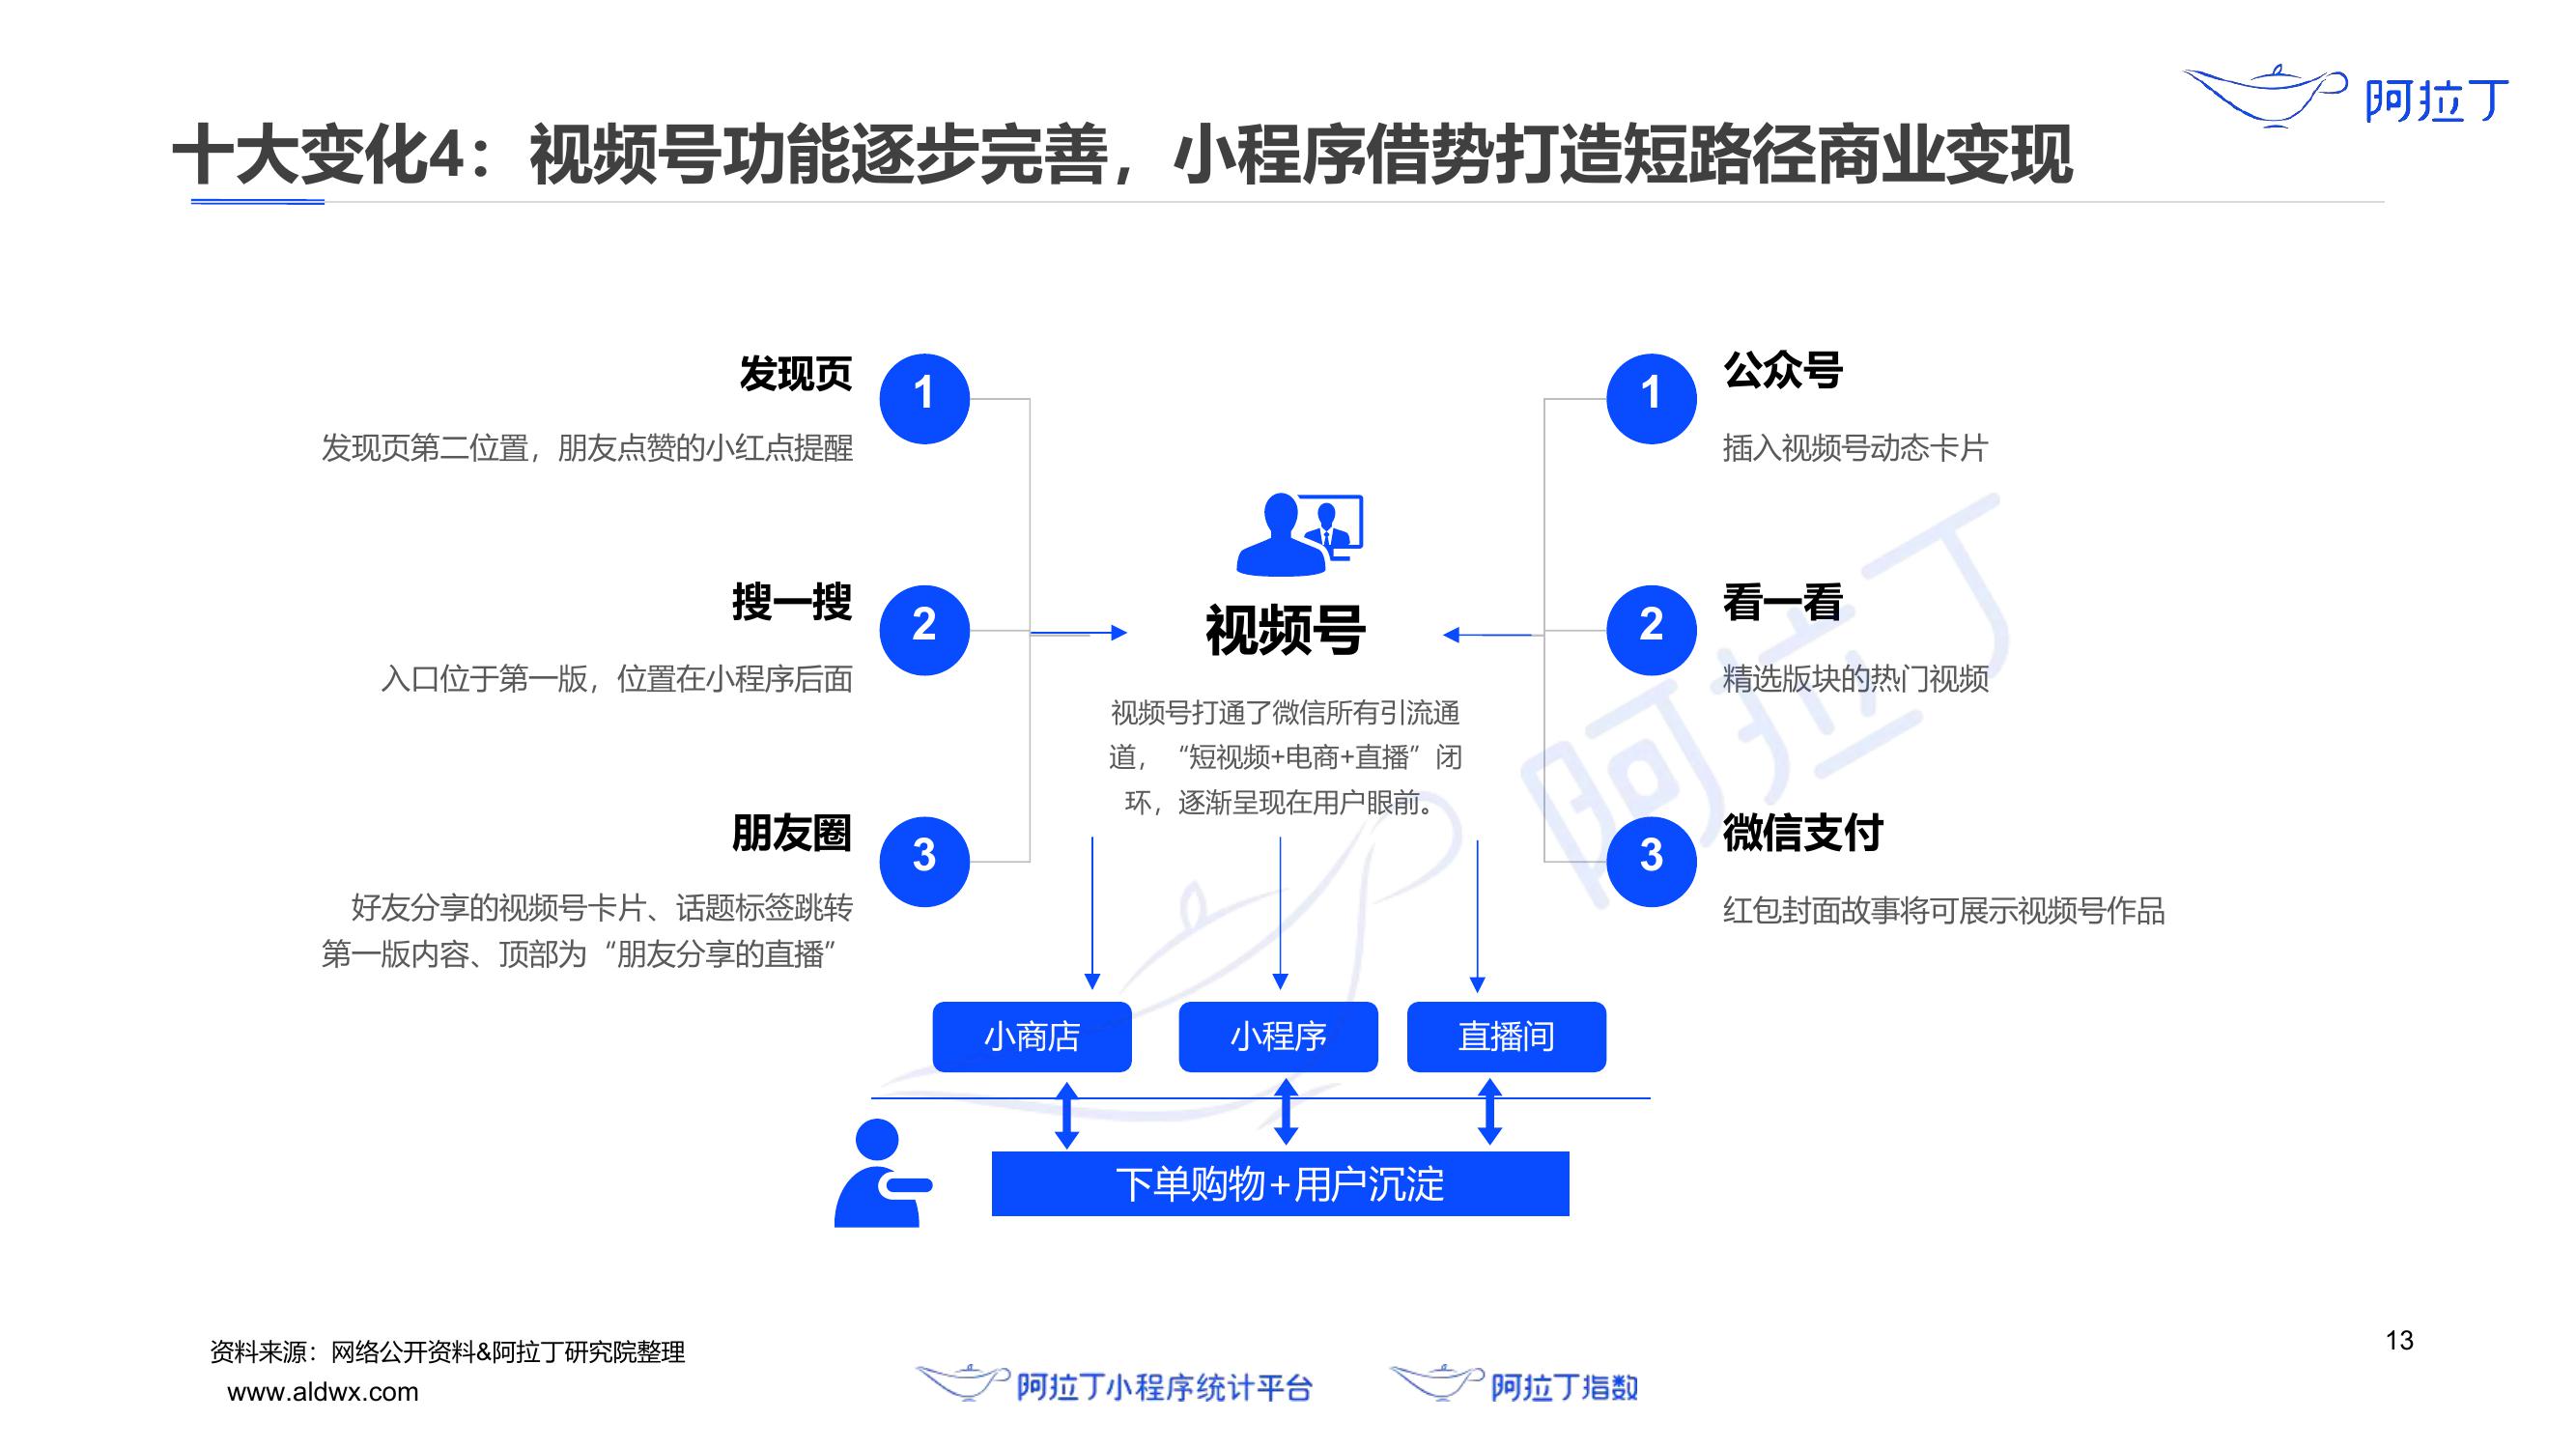 阿拉丁
十大变化4：视频号功能逐步完善，小程序借势打造短路径商业变现
发现页
1
发现页第二位置，朋友点赞的小红点提醒
搜一搜
2
入口位于第一版，位置在小程序后面
朋友圈
3
好友分享的视频号卡片、话题标签跳转
第一版内容、顶部为“朋友分享的直播”
视频号
视频号打通了微信所有引流通
道，“短视频+电商+直播”闭
环，逐渐呈现在用户眼前。
1
公众号
插入视频号动态卡片
2
看一看
精选版块的热门视频
3
微信支付
红包封面故事将可展示视频号作品
阿拉丁
小商店
小程序
直播间
下单购物+用户沉淀
资料来源：网络公开资料&阿拉丁研究院整理
www.aldwx.com
阿拉丁小程序统计平台
阿拉丁指数
13